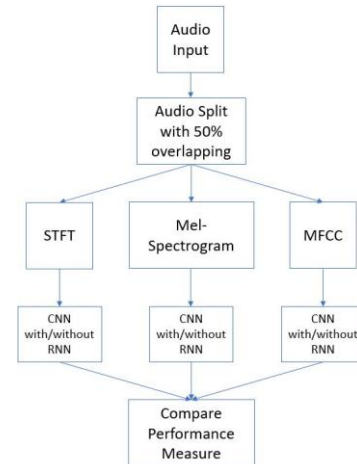 Audio
Input
Audio Split
with 50%
overlapping
STFT
Mel-
Spectrogram
MFCC
CNN
with/without
RNN
CNN
with/without
RNN
CNN
with/without
RNN
Compare
Performance
Measure